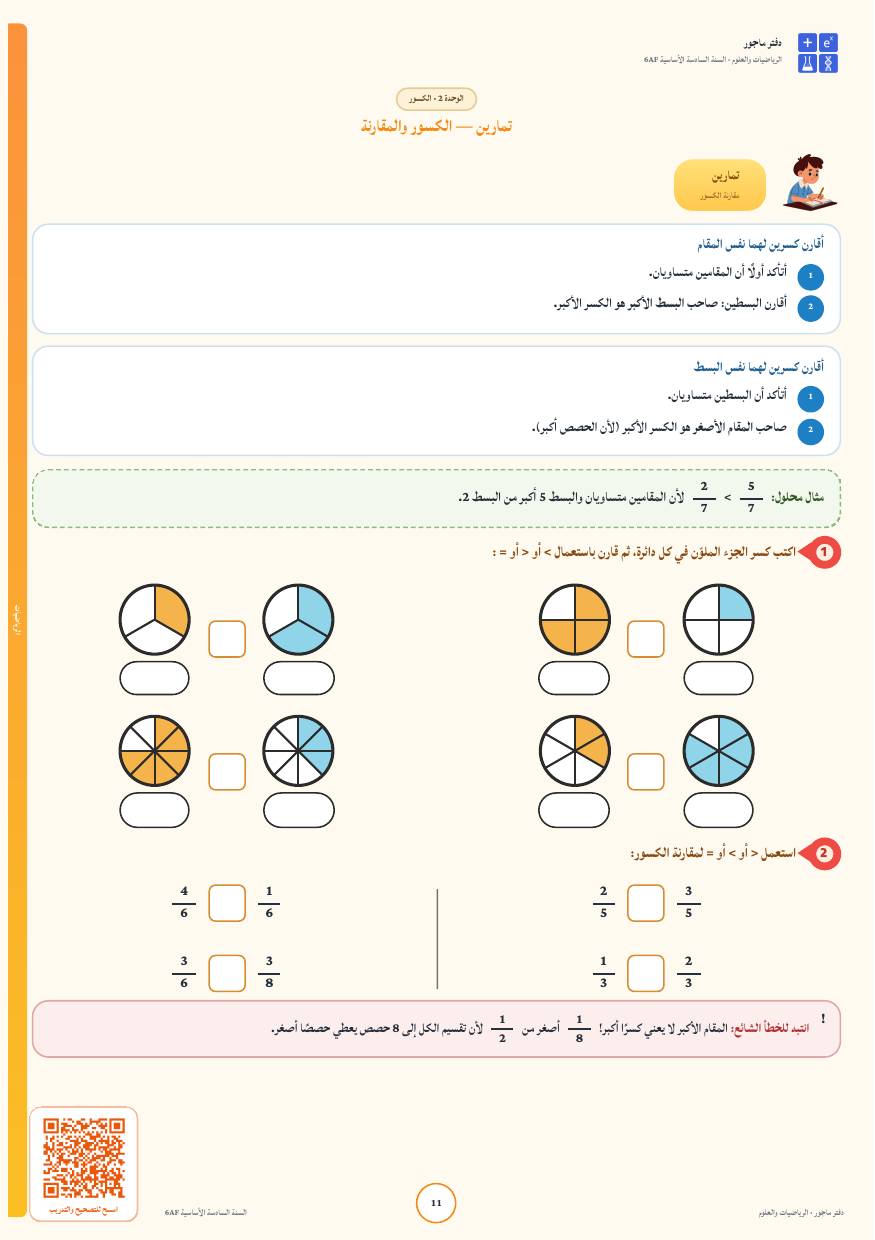 دفتر ماجور
الرياضيات والعلوم • السنة السادسة الأساسية 6AF
الوحدة 2 • الكسور
تمارين — الكسور والمقارنة
تمارين
مقارنة الكسور
أقارن كسرين لهما نفس المقام
1 أتأكد أولًا أن المقامين متساويان.
2 أقارن البسطين: صاحب البسط الأكبر هو الكسر الأكبر.
أقارن كسرين لهما نفس البسط
1 أتأكد أن البسطين متساويان.
2 صاحب المقام الأصغر هو الكسر الأكبر (لأن الحصص أكبر).
مثال محلول: 5/7 > 2/7 لأن المقامين متساويان والبسط 5 أكبر من البسط 2.
1 اكتب كسر الجزء الملوّن في كل دائرة، ثم قارن باستعمال > أو < أو = :
2 استعمل < أو > أو = لمقارنة الكسور:
3/5 2/5
1/6 4/6
2/3 1/3
3/8 3/6
! انتبد للخطأ الشائع: المقام الأكبر لا يعني كسرًا أكبر! 1/8 أصغر من 1/2 لأن تقسيم الكل إلى 8 حصص يعطي حصصًا أصغر.
الرياضيات
امسح للتصحيح والتدريب
دفتر ماجور • الرياضيات والعلوم
11
السنة السادسة الأساسية 6AF